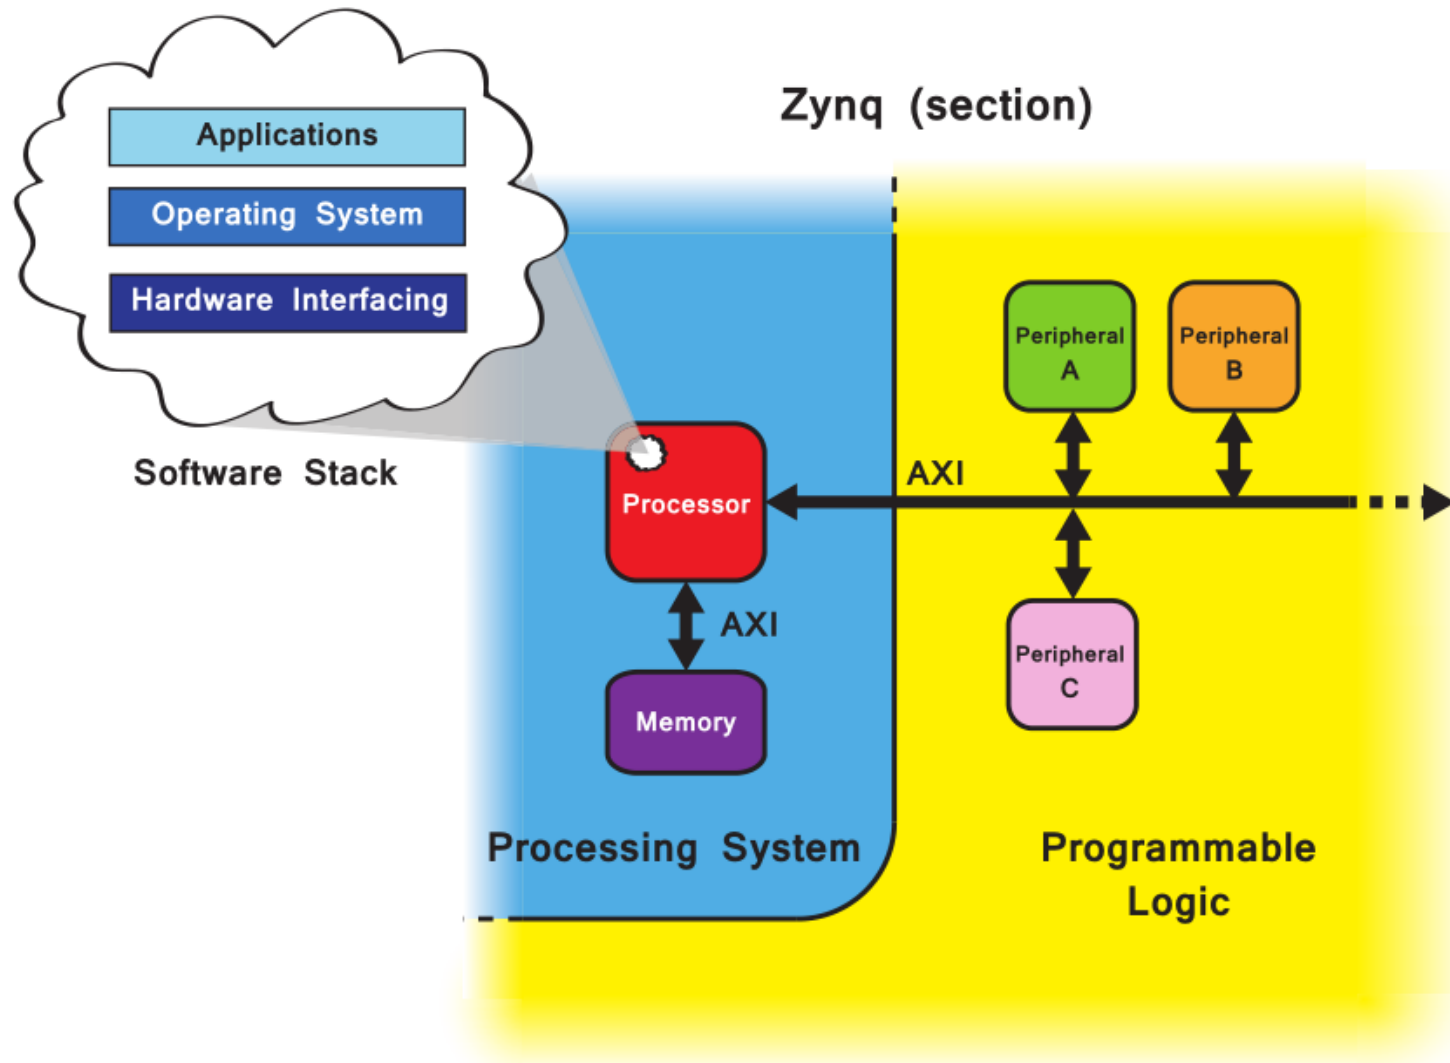 Zynq (section)
Applications
Operating System
Hardware Interfacing
Software Stack
Processor
AXI
Memory
Processing System
Peripheral
A
Peripheral
B
AXI
Peripheral
C
Programmable
Logic